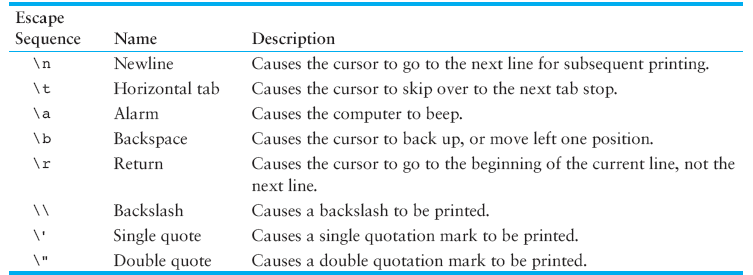 Escape
Sequence Name Description
\n Newline Causes the cursor to go to the next line for subsequent printing.
\t Horizontal tab Causes the cursor to skip over to the next tab stop.
\a Alarm Causes the computer to beep.
\b Backspace Causes the cursor to back up, or move left one position.
\r Return Causes the cursor to go to the beginning of the current line, not the
next line.
\\ Backslash Causes a backslash to be printed.
\' Single quote Causes a single quotation mark to be printed.
\" Double quote Causes a double quotation mark to be printed.